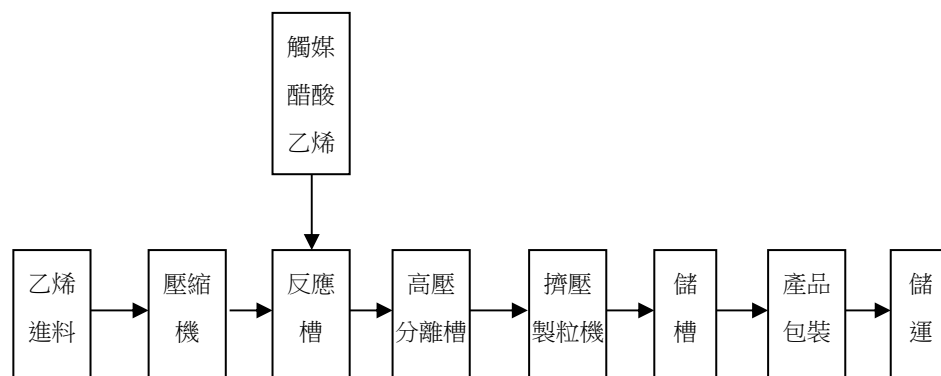 觸媒
醋酸
乙烯
乙烯
進料
壓縮
機
反應
槽
高壓
分離槽
擠壓
製粒機
儲
槽
產品
包裝
儲
運